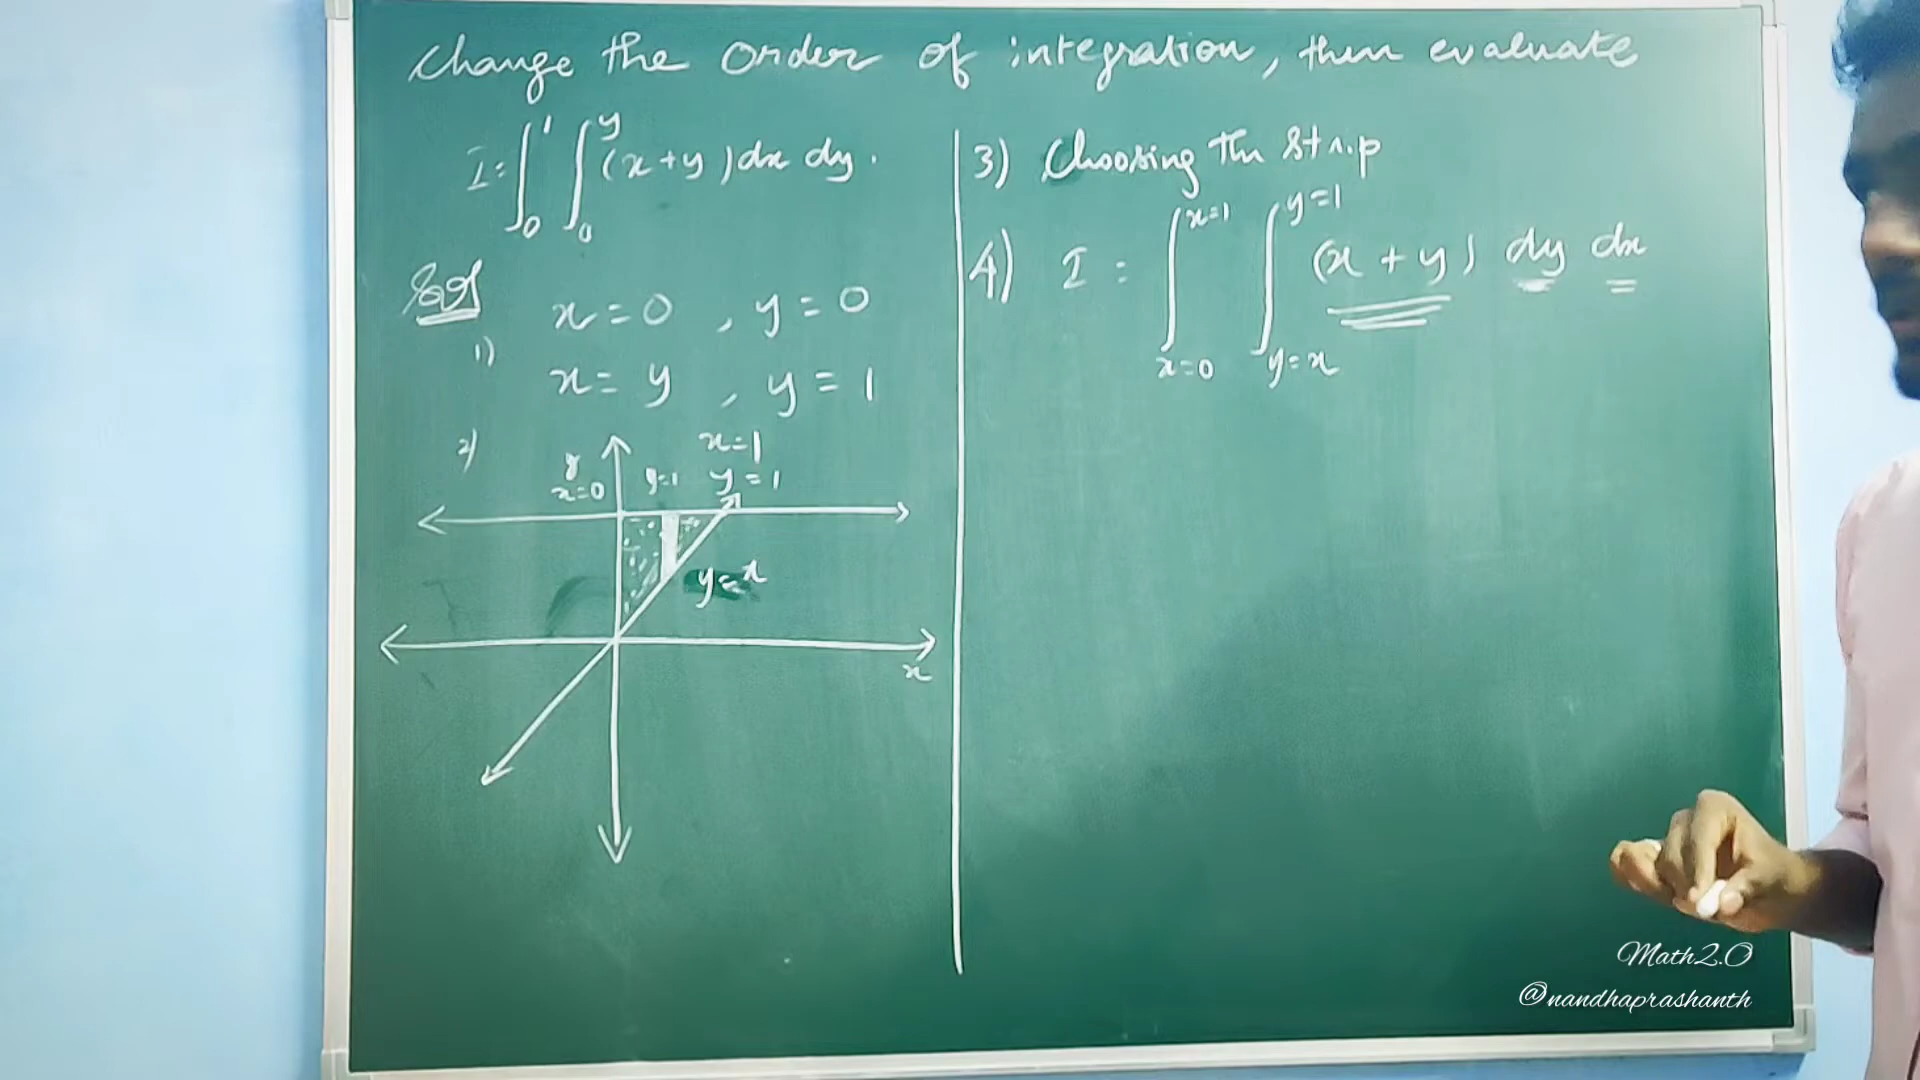 Change the order of integration, then evaluate
I = ∫₀¹ ∫₀ʸ (x+y) dx dy.
Sol
1) x = 0 , y = 0
x = y , y = 1
2)
x=1
y
x=0 y=1 y=1
y=x
x
3) Choosing The strip
4) I = ∫_{x=0}^{x=1} ∫_{y=x}^{y=1} (x+y) dy dx
Math2.0
@nandhaprashanth